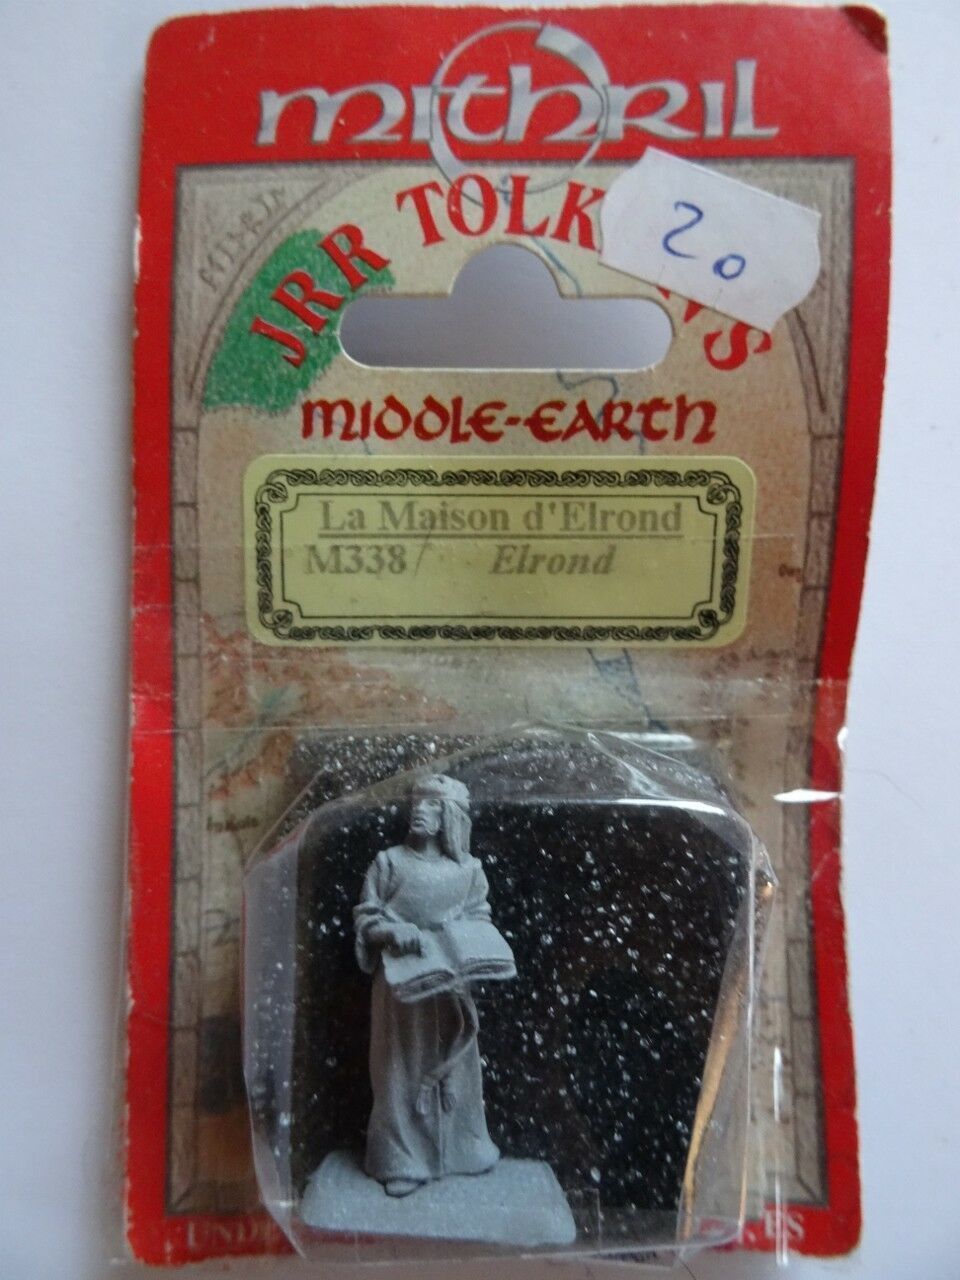 mithril
JRR TOLK S
20
MIDDLE-EARTH
La Maison d'Elrond
M338 Elrond